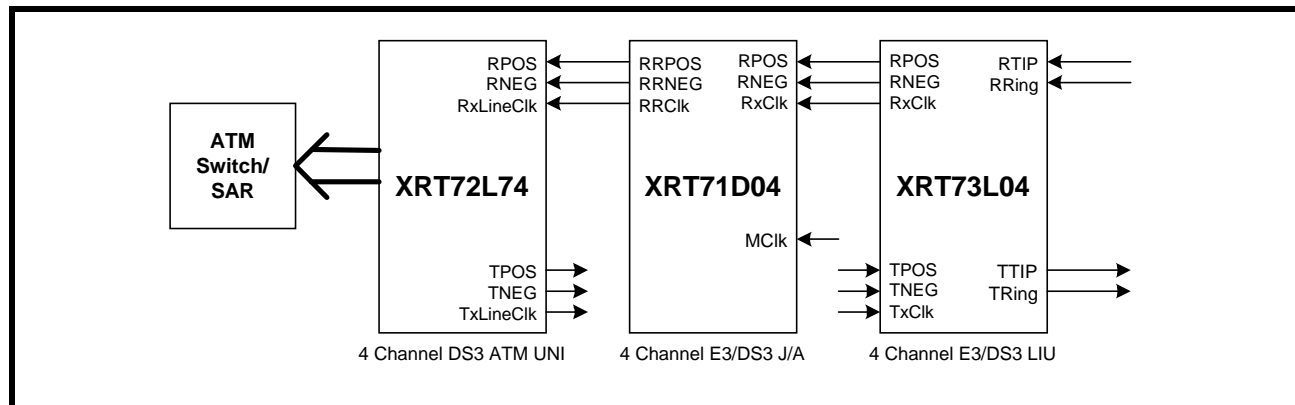 ATM
Switch/
SAR
RPOS
RNEG
RxLineClk
XRT72L74
TPOS
TNEG
TxLineClk
4 Channel DS3 ATM UNI
RRPOS
RRNEG
RRClk
RPOS
RNEG
RxClk
XRT71D04
MClk
4 Channel E3/DS3 J/A
RPOS
RNEG
RxClk
RTIP
RRing
XRT73L04
TPOS
TNEG
TxClk
TTIP
TRing
4 Channel E3/DS3 LIU